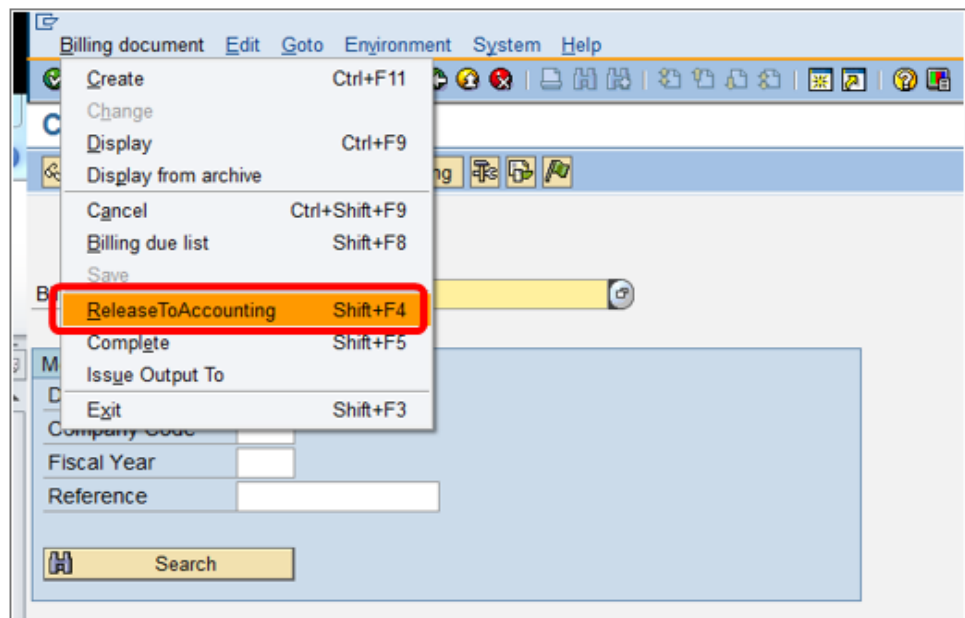 Billing document Edit Goto Environment System Help
Create Ctrl+F11
Change
C
Display Ctrl+F9
Display from archive
ng
Cancel Ctrl+Shift+F9
Billing due list Shift+F8
Save
B
ReleaseToAccounting Shift+F4
Complete Shift+F5
M
Issue Output To
D
Exit Shift+F3
Company Code
Fiscal Year
Reference
Search